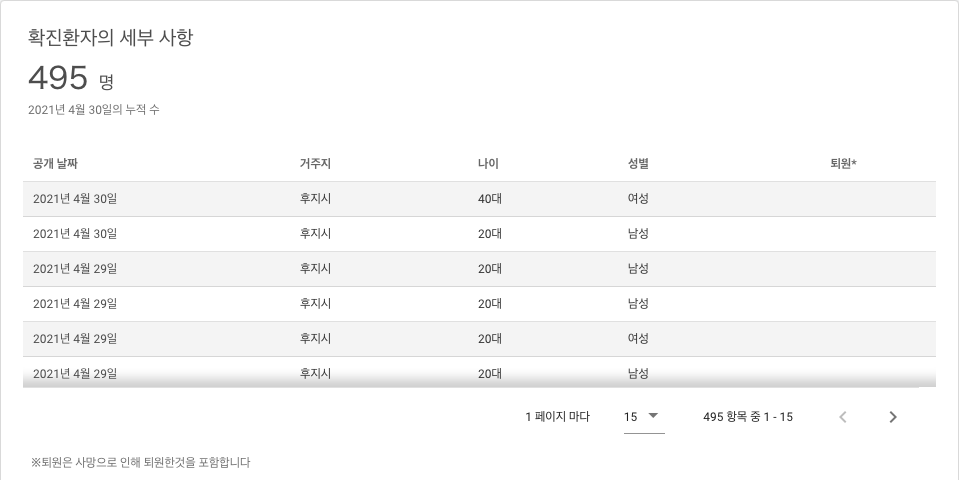 확진환자의 세부 사항
495 명
2021년 4월 30일의 누적 수
공개 날짜 거주지 나이 성별 퇴원*
2021년 4월 30일 후지시 40대 여성
2021년 4월 30일 후지시 20대 남성
2021년 4월 29일 후지시 20대 남성
2021년 4월 29일 후지시 20대 남성
2021년 4월 29일 후지시 20대 여성
2021년 4월 29일 후지시 20대 남성
1 페이지 마다 15 495 항목 중 1 - 15
※퇴원은 사망으로 인해 퇴원한것을 포함합니다